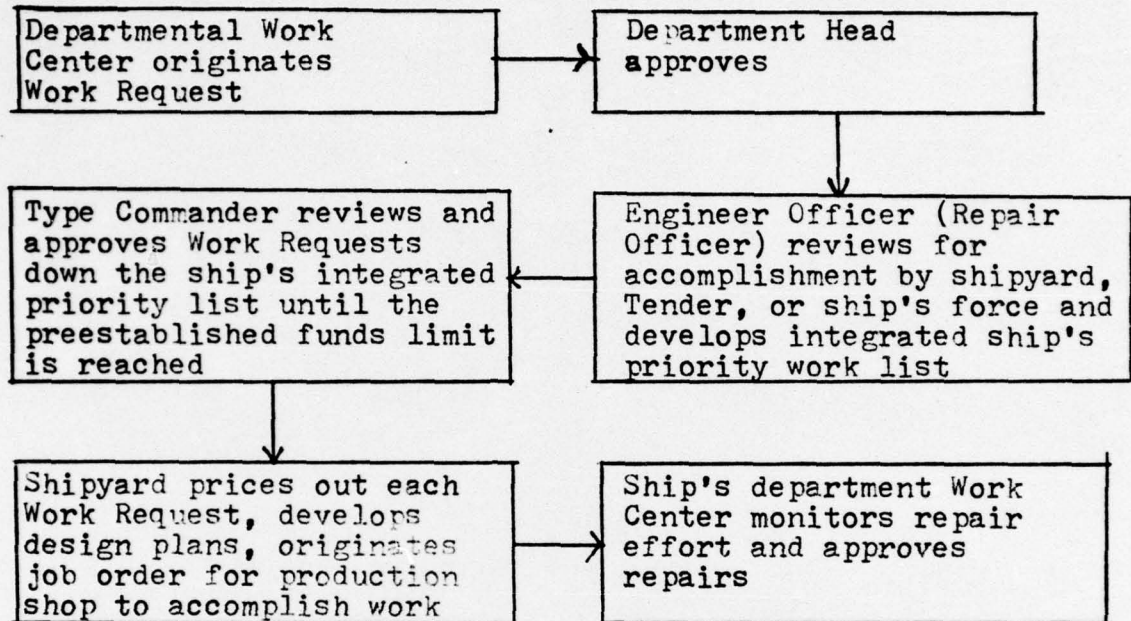 Departmental Work
Center originates
Work Request
Department Head
approves
Engineer Officer (Repair
Officer) reviews for
accomplishment by shipyard,
Tender, or ship's force and
develops integrated ship's
priority work list
Type Commander reviews and
approves Work Requests
down the ship's integrated
priority list until the
preestablished funds limit
is reached
Shipyard prices out each
Work Request, develops
design plans, originates
job order for production
shop to accomplish work
Ship's department Work
Center monitors repair
effort and approves
repairs